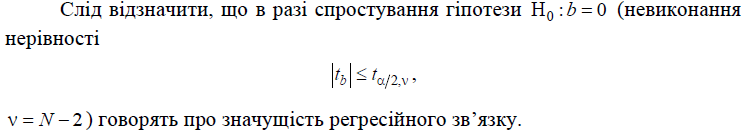 Слід відзначити, що в разі спростування гіпотези H₀ : b = 0 (невиконання
нерівності
|t_b| ≤ t_{α/2,ν} ,
ν = N − 2 ) говорять про значущість регресійного зв’язку.